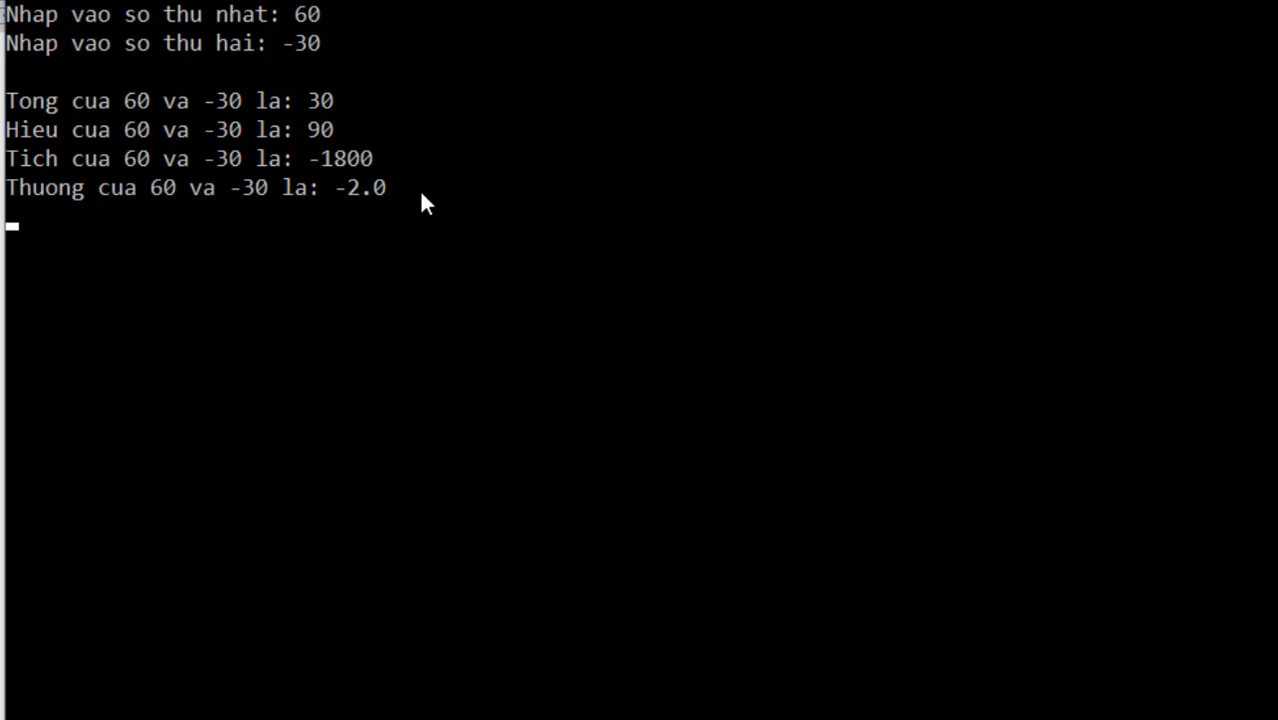 Nhap vao so thu nhat: 60
Nhap vao so thu hai: -30
Tong cua 60 va -30 la: 30
Hieu cua 60 va -30 la: 90
Tich cua 60 va -30 la: -1800
Thuong cua 60 va -30 la: -2.0